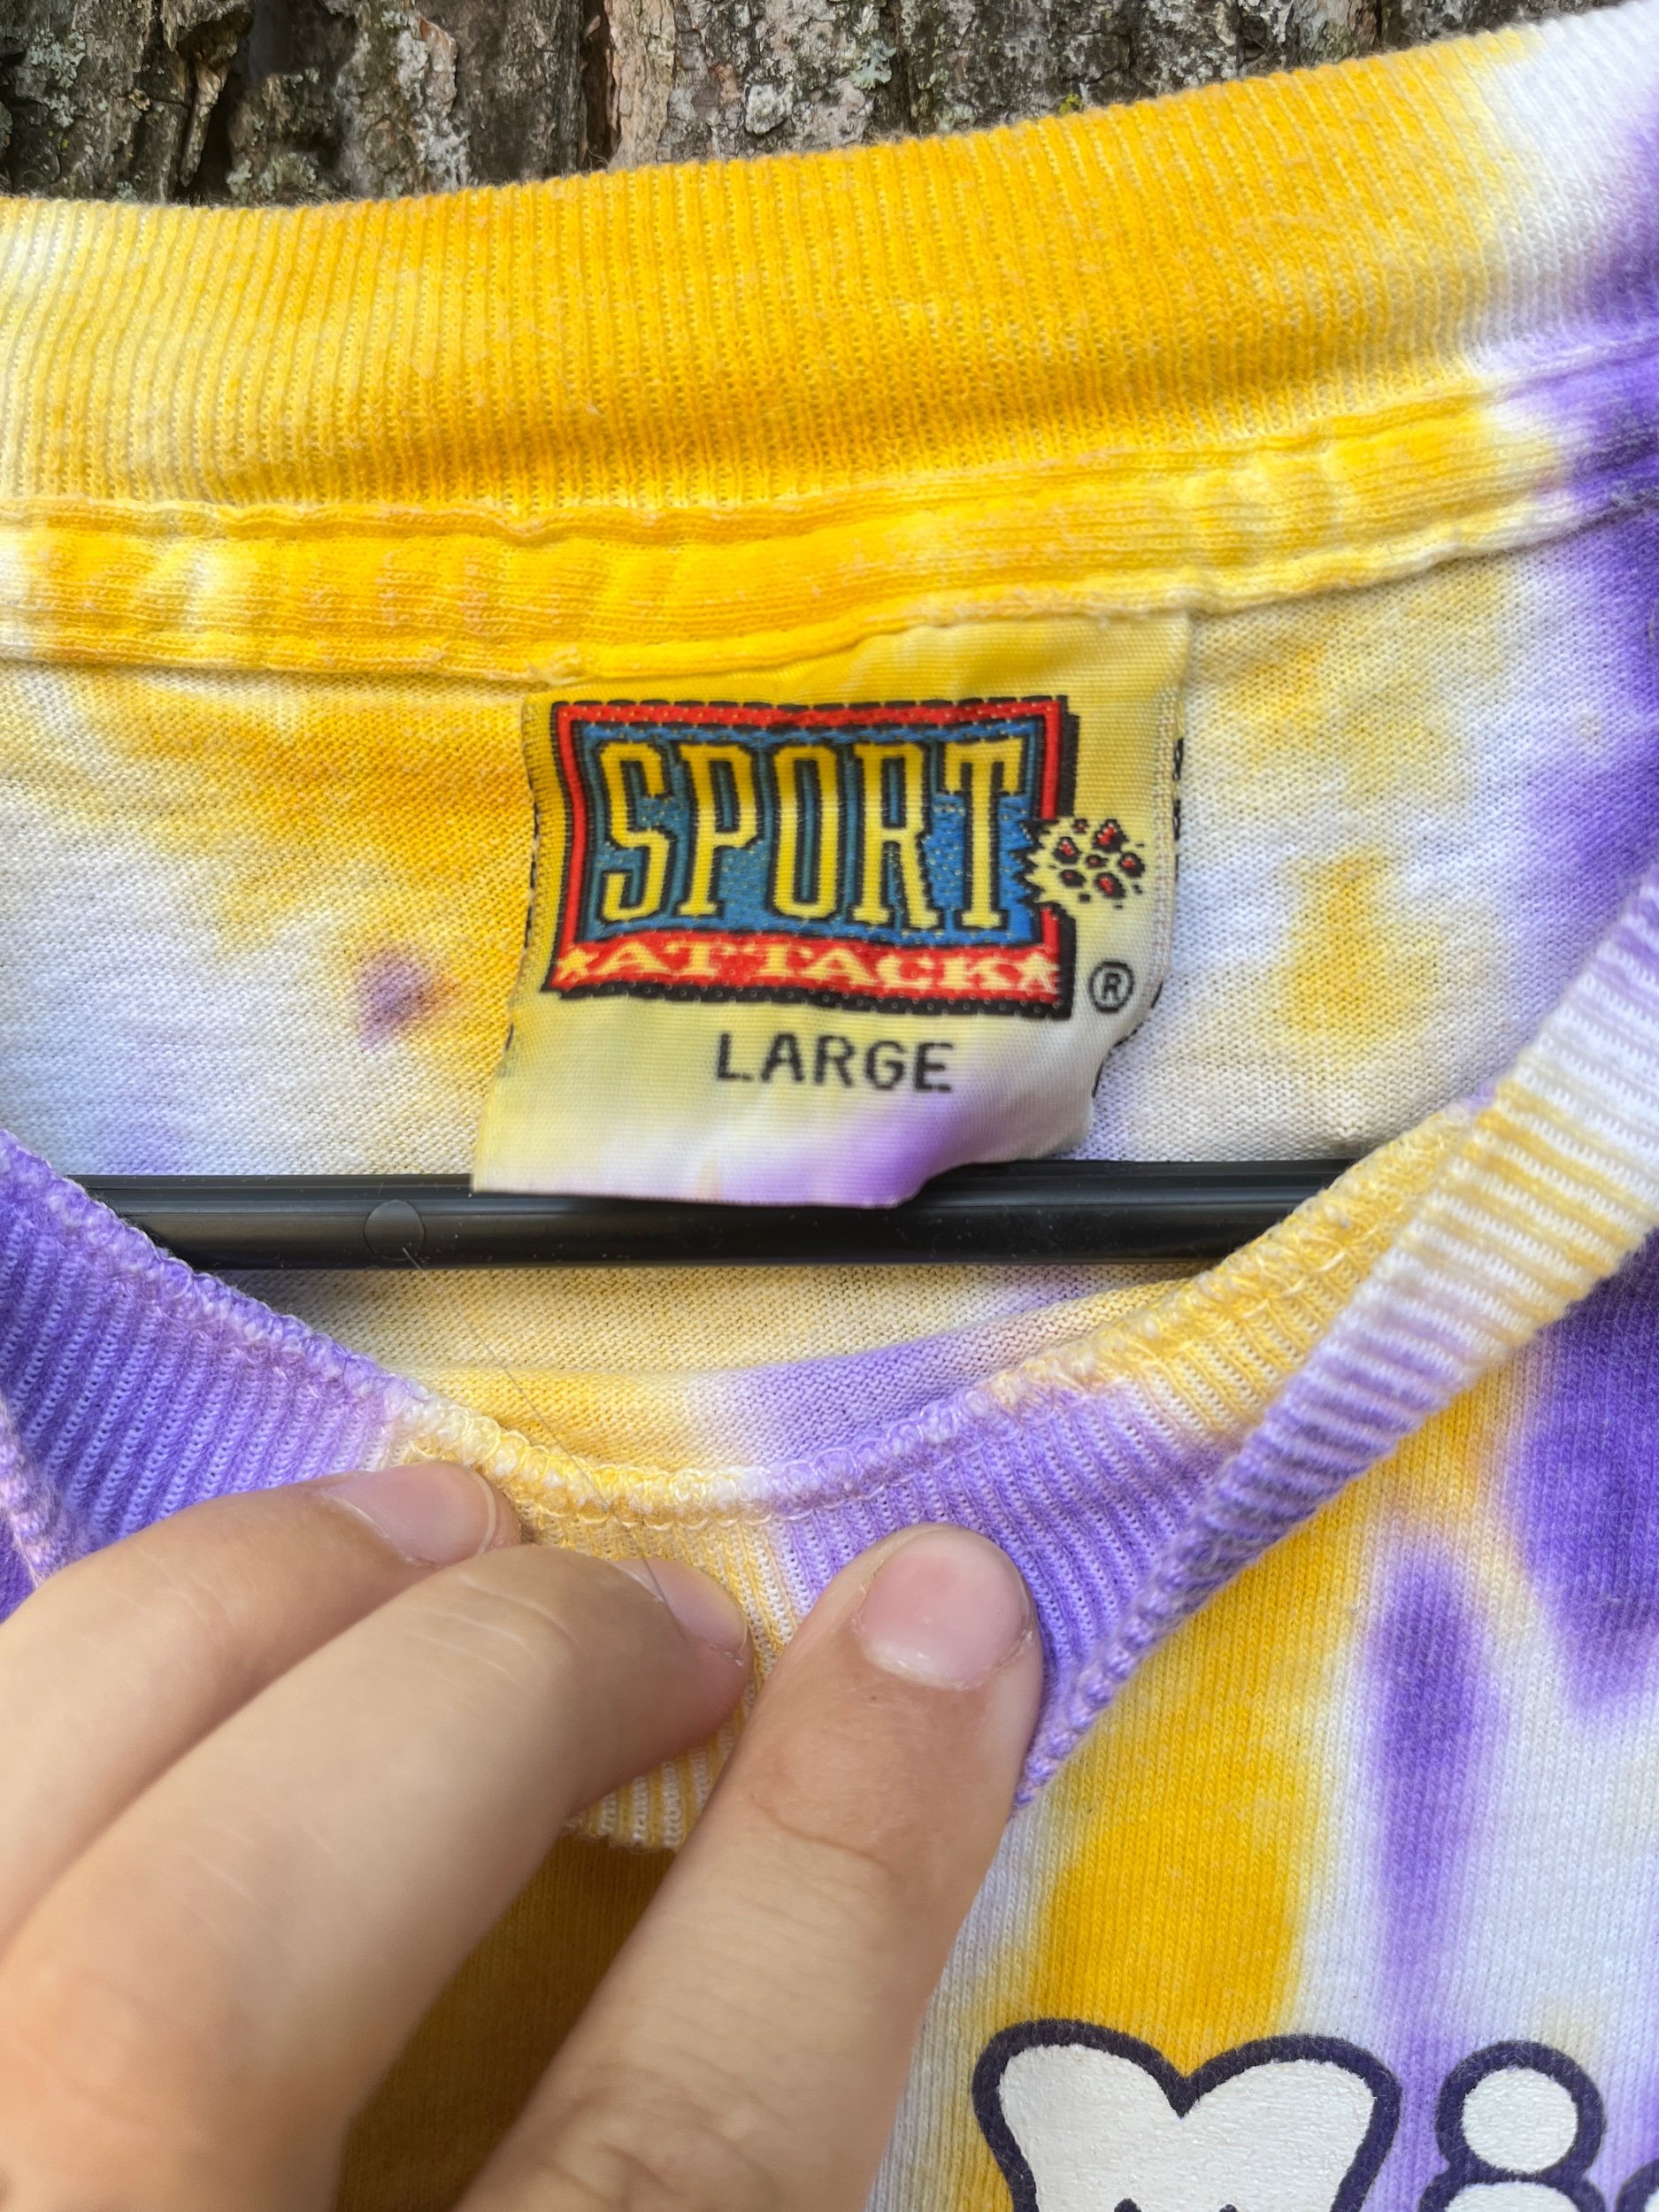 SPORT
ATTACK
®
LARGE